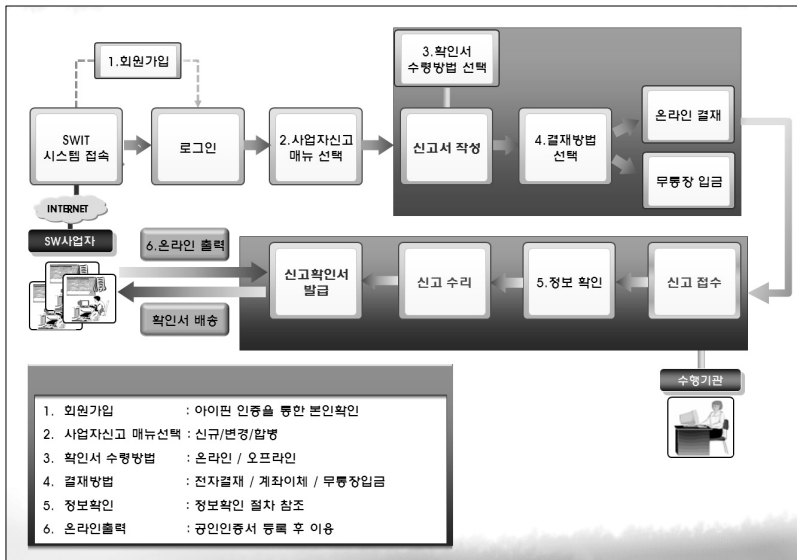 1.회원가입
3.확인서
수령방법 선택
SWIT
시스템 접속
로그인
2.사업자신고
매뉴 선택
신고서 작성
4.결재방법
선택
온라인 결재
무통장 입금
INTERNET
SW사업자
6.온라인 출력
확인서 배송
신고확인서
발급
신고 수리
5.정보 확인
신고 접수
수행기관
1. 회원가입 : 아이핀 인증을 통한 본인확인
2. 사업자신고 매뉴선택 : 신규/변경/합병
3. 확인서 수령방법 : 온라인 / 오프라인
4. 결재방법 : 전자결재 / 계좌이체 / 무통장입금
5. 정보확인 : 정보확인 절차 참조
6. 온라인출력 : 공인인증서 등록 후 이용